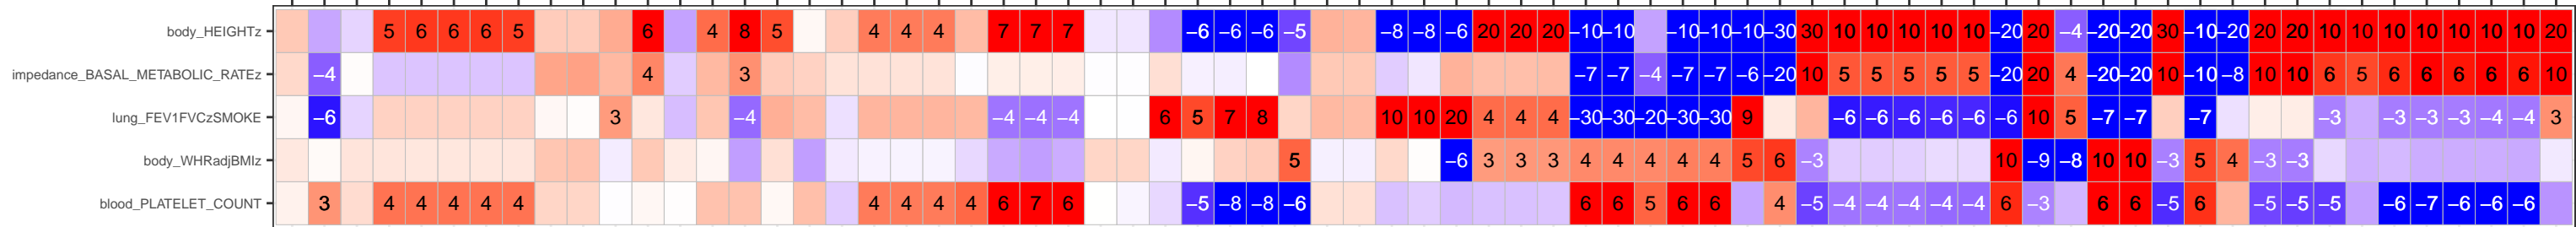 body_HEIGHTz 5 6 6 6 5 6 4 8 5 4 4 4 7 7 7 −6 −6 −6 −5 −8 −8 −6 20 20 20 −10 −10 −10 −10 −10 −30 30 10 10 10 10 10 −20 20 −4 −20 −20 30 −10 −20 20 20 10 10 10 10 10 10 10 20
impedance_BASAL_METABOLIC_RATEz −4 4 3 −7 −7 −4 −7 −7 −6 −20 10 5 5 5 5 5 −20 20 4 −20 −20 10 −10 −8 10 10 6 5 6 6 6 6 6 10
lung_FEV1FVCzSMOKE −6 3 −4 −4 −4 −4 6 5 7 8 10 10 20 4 4 4 −30 −30 −20 −30 −30 9 −6 −6 −6 −6 −6 −6 10 5 −7 −7 −7 −3 −3 −3 −3 −4 −4 3
body_WHRadjBMIz 5 −6 3 3 3 4 4 4 4 4 5 6 −3 10 −9 −8 10 10 −3 5 4 −3 −3
blood_PLATELET_COUNT 3 4 4 4 4 4 4 4 4 4 6 7 6 −5 −8 −8 −6 6 6 5 6 6 4 −5 −4 −4 −4 −4 −4 6 −3 6 6 −5 6 −5 −5 −5 −6 −7 −6 −6 −6